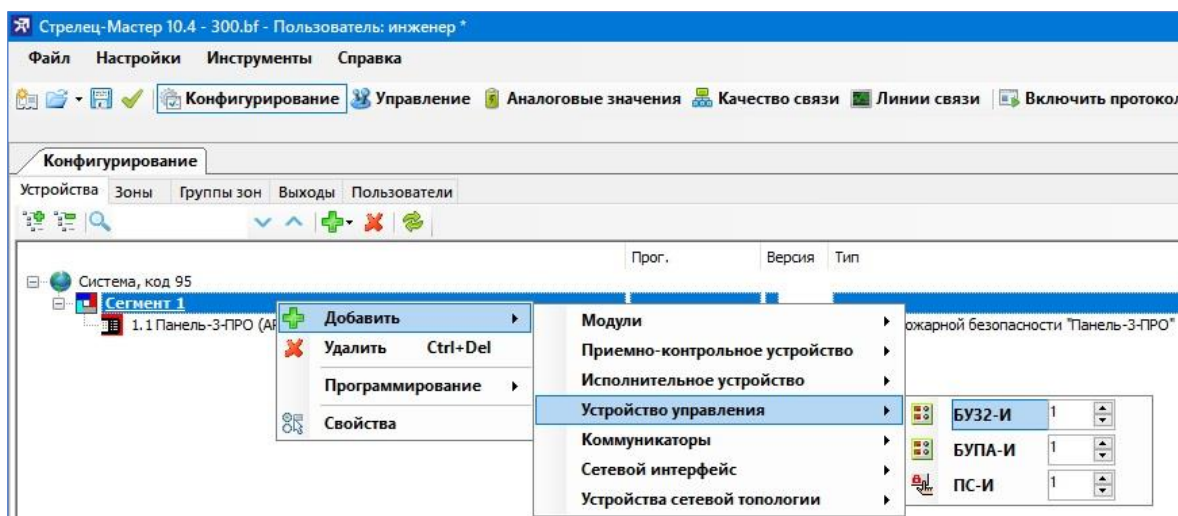 Стрелец-Мастер 10.4 - 300.bf - Пользователь: инженер *
Файл Настройки Инструменты Справка
Конфигурирование Управление Аналоговые значения Качество связи Линии связи Включить протокол
Конфигурирование
Устройства Зоны Группы зон Выходы Пользователи
Прог. Версия Тип
Система, код 95
Сегмент 1
1.1 Панель-3-ПРО ожарной безопасности "Панель-3-ПРО"
Добавить
Удалить Ctrl+Del
Программирование
Свойства
Модули
Приемно-контрольное устройство
Исполнительное устройство
Устройство управления
Коммуникаторы
Сетевой интерфейс
Устройства сетевой топологии
БУ32-И 1
БУПА-И 1
ПС-И 1